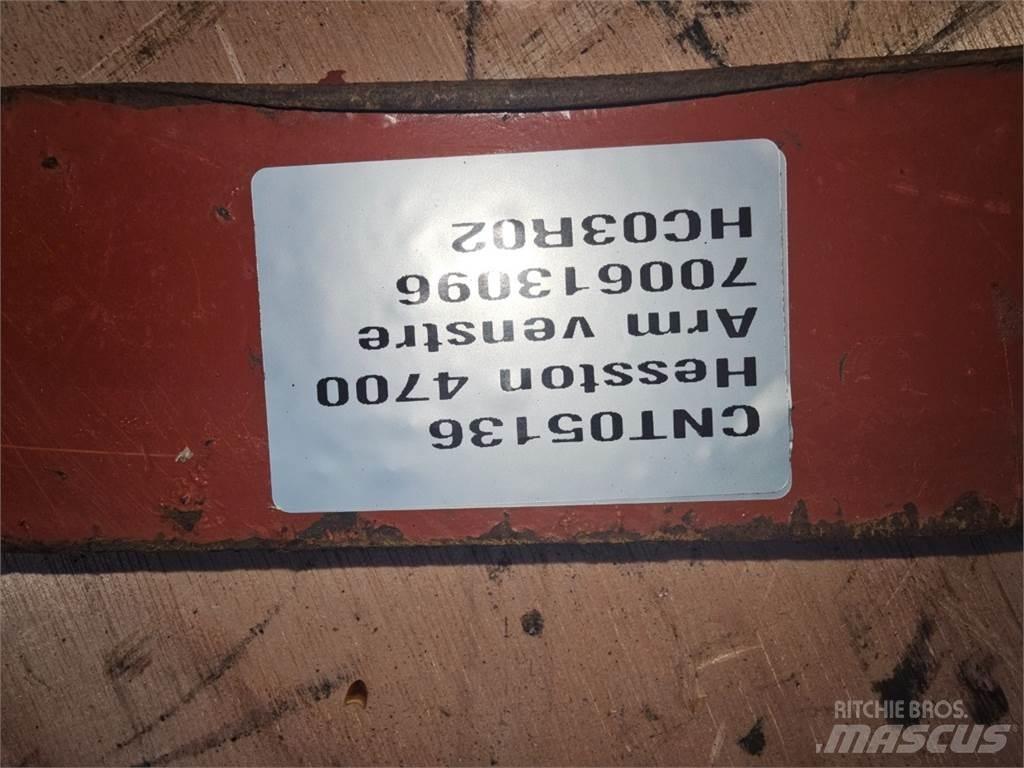 CNT05136
Hesston 4700
Arm venstre
700613096
HC03R02
RITCHIE BROS.
MASCUS